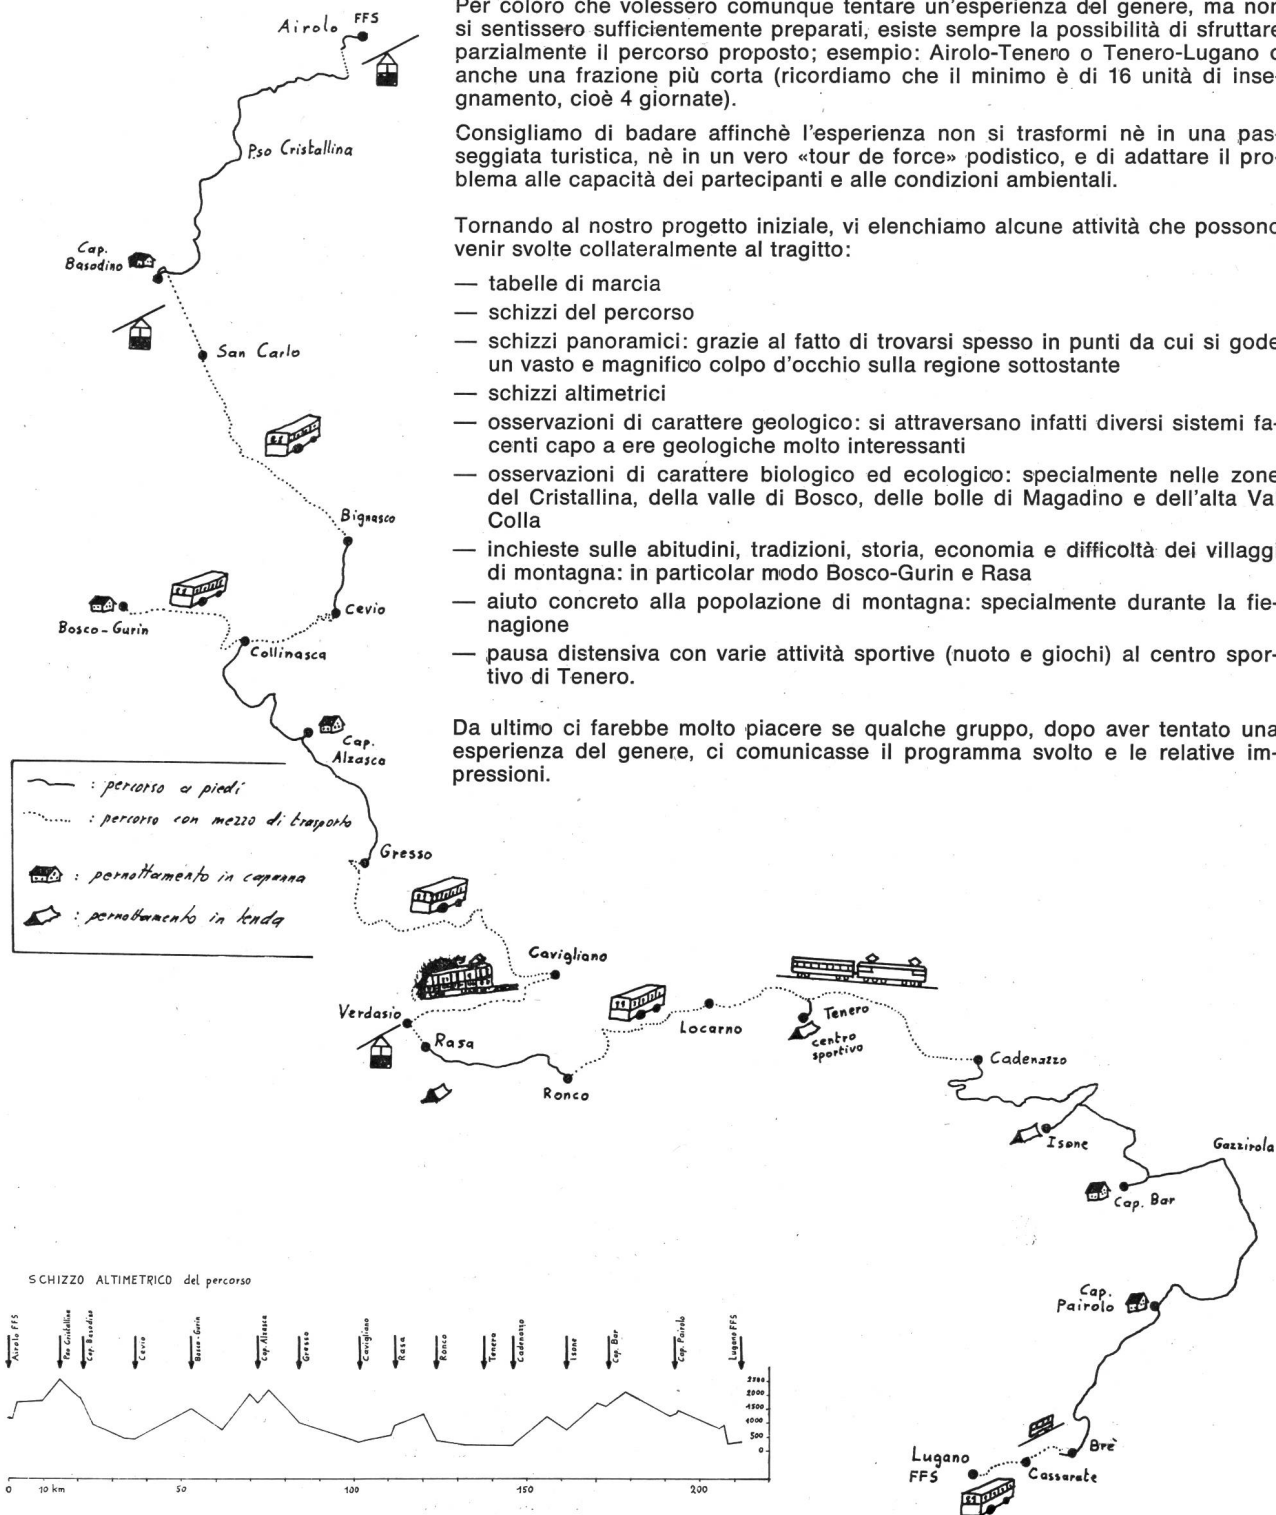 Per coloro che volessero comunque tentare un'esperienza del genere, ma non
si sentissero sufficientemente preparati, esiste sempre la possibilità di sfruttare
parzialmente il percorso proposto; esempio: Airolo-Tenero o Tenero-Lugano o
anche una frazione più corta (ricordiamo che il minimo è di 16 unità di inse-
gnamento, cioè 4 giornate).
Consigliamo di badare affinchè l'esperienza non si trasformi nè in una pas-
seggiata turistica, nè in un vero «tour de force» podistico, e di adattare il pro-
blema alle capacità dei partecipanti e alle condizioni ambientali.
Tornando al nostro progetto iniziale, vi elenchiamo alcune attività che possono
venir svolte collateralmente al tragitto:
— tabelle di marcia
— schizzi del percorso
— schizzi panoramici: grazie al fatto di trovarsi spesso in punti da cui si gode
un vasto e magnifico colpo d'occhio sulla regione sottostante
— schizzi altimetrici
— osservazioni di carattere geologico: si attraversano infatti diversi sistemi fa-
centi capo a ere geologiche molto interessanti
— osservazioni di carattere biologico ed ecologico: specialmente nelle zone
del Cristallina, della valle di Bosco, delle bolle di Magadino e dell'alta Va
Colla
— inchieste sulle abitudini, tradizioni, storia, economia e difficoltà dei villaggi
di montagna: in particolar modo Bosco-Gurin e Rasa
— aiuto concreto alla popolazione di montagna: specialmente durante la fie-
nagione
— pausa distensiva con varie attività sportive (nuoto e giochi) al centro spor-
tivo di Tenero.
Da ultimo ci farebbe molto piacere se qualche gruppo, dopo aver tentato una
esperienza del genere, ci comunicasse il programma svolto e le relative im-
pressioni.
Airolo FFS
P.so Cristallina
Cap.
Basodino
San Carlo
Bignasco
Cevio
Bosco-Gurin
Collinasca
Cap.
Alzasca
: percorso a piedi
: percorso con mezzo di trasporto
: pernottamento in capanna
: pernottamento in tenda
Gresso
Cavigliano
Verdasio
Rasa
Ronco
Locarno
Tenero
centro
sportivo
Cadenazzo
Isone
Gazzirola
Cap. Bar
Cap.
Pairolo
Brè
Cassarate
Lugano
FFS
SCHIZZO ALTIMETRICO del percorso
Airolo FFS
P.so Cristallina
Cap. Basodino
Cevio
Bosco-Gurin
Cap. Alzasca
Gresso
Cavigliano
Rasa
Ronco
Tenero
Cadenazzo
Isone
Cap. Bar
Cap. Pairolo
Lugano FFS
2500
2000
1500
1000
500
0
0 10 km 50 100 150 200